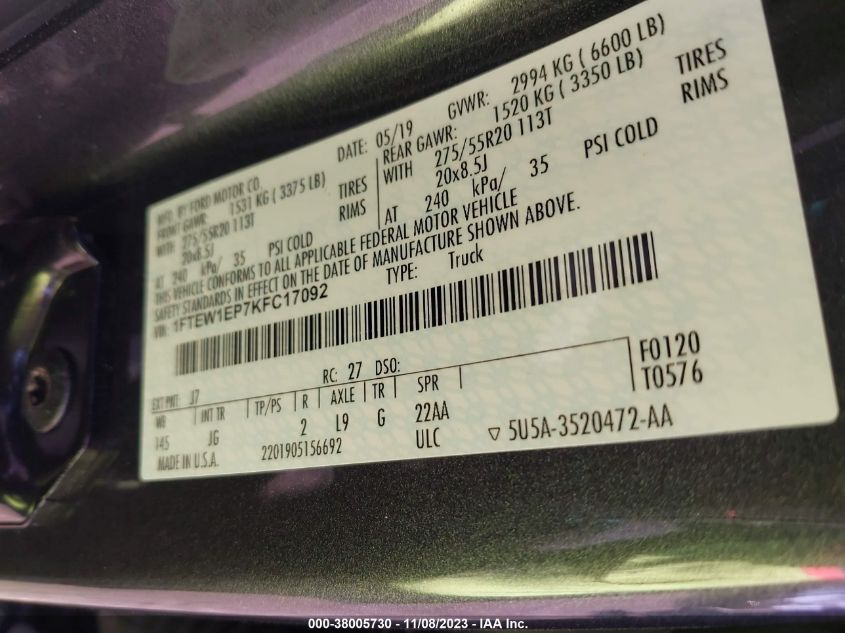 MFD. BY FORD MOTOR CO.
DATE: 05/19 GVWR: 2994 KG ( 6600 LB)
FRONT GAWR: 1531 KG ( 3375 LB) REAR GAWR: 1520 KG ( 3350 LB)
WITH 275/55R20 113T TIRES WITH 275/55R20 113T TIRES
20x8.5J RIMS 20x8.5J RIMS
AT 240 kPa/ 35 PSI COLD AT 240 kPa/ 35 PSI COLD
THIS VEHICLE CONFORMS TO ALL APPLICABLE FEDERAL MOTOR VEHICLE
SAFETY STANDARDS IN EFFECT ON THE DATE OF MANUFACTURE SHOWN ABOVE.
VIN: 1FTEW1EP7KFC17092 TYPE: Truck
EXT PNT: J7 RC: 27 DSO: F0120
WB INT TR TP/PS R AXLE TR SPR T0576
145 JG 2 L9 G 22AA
MADE IN U.S.A. 2201905156692 ULC ▽ 5U5A-3520472-AA
000-38005730 - 11/08/2023 - IAA Inc.